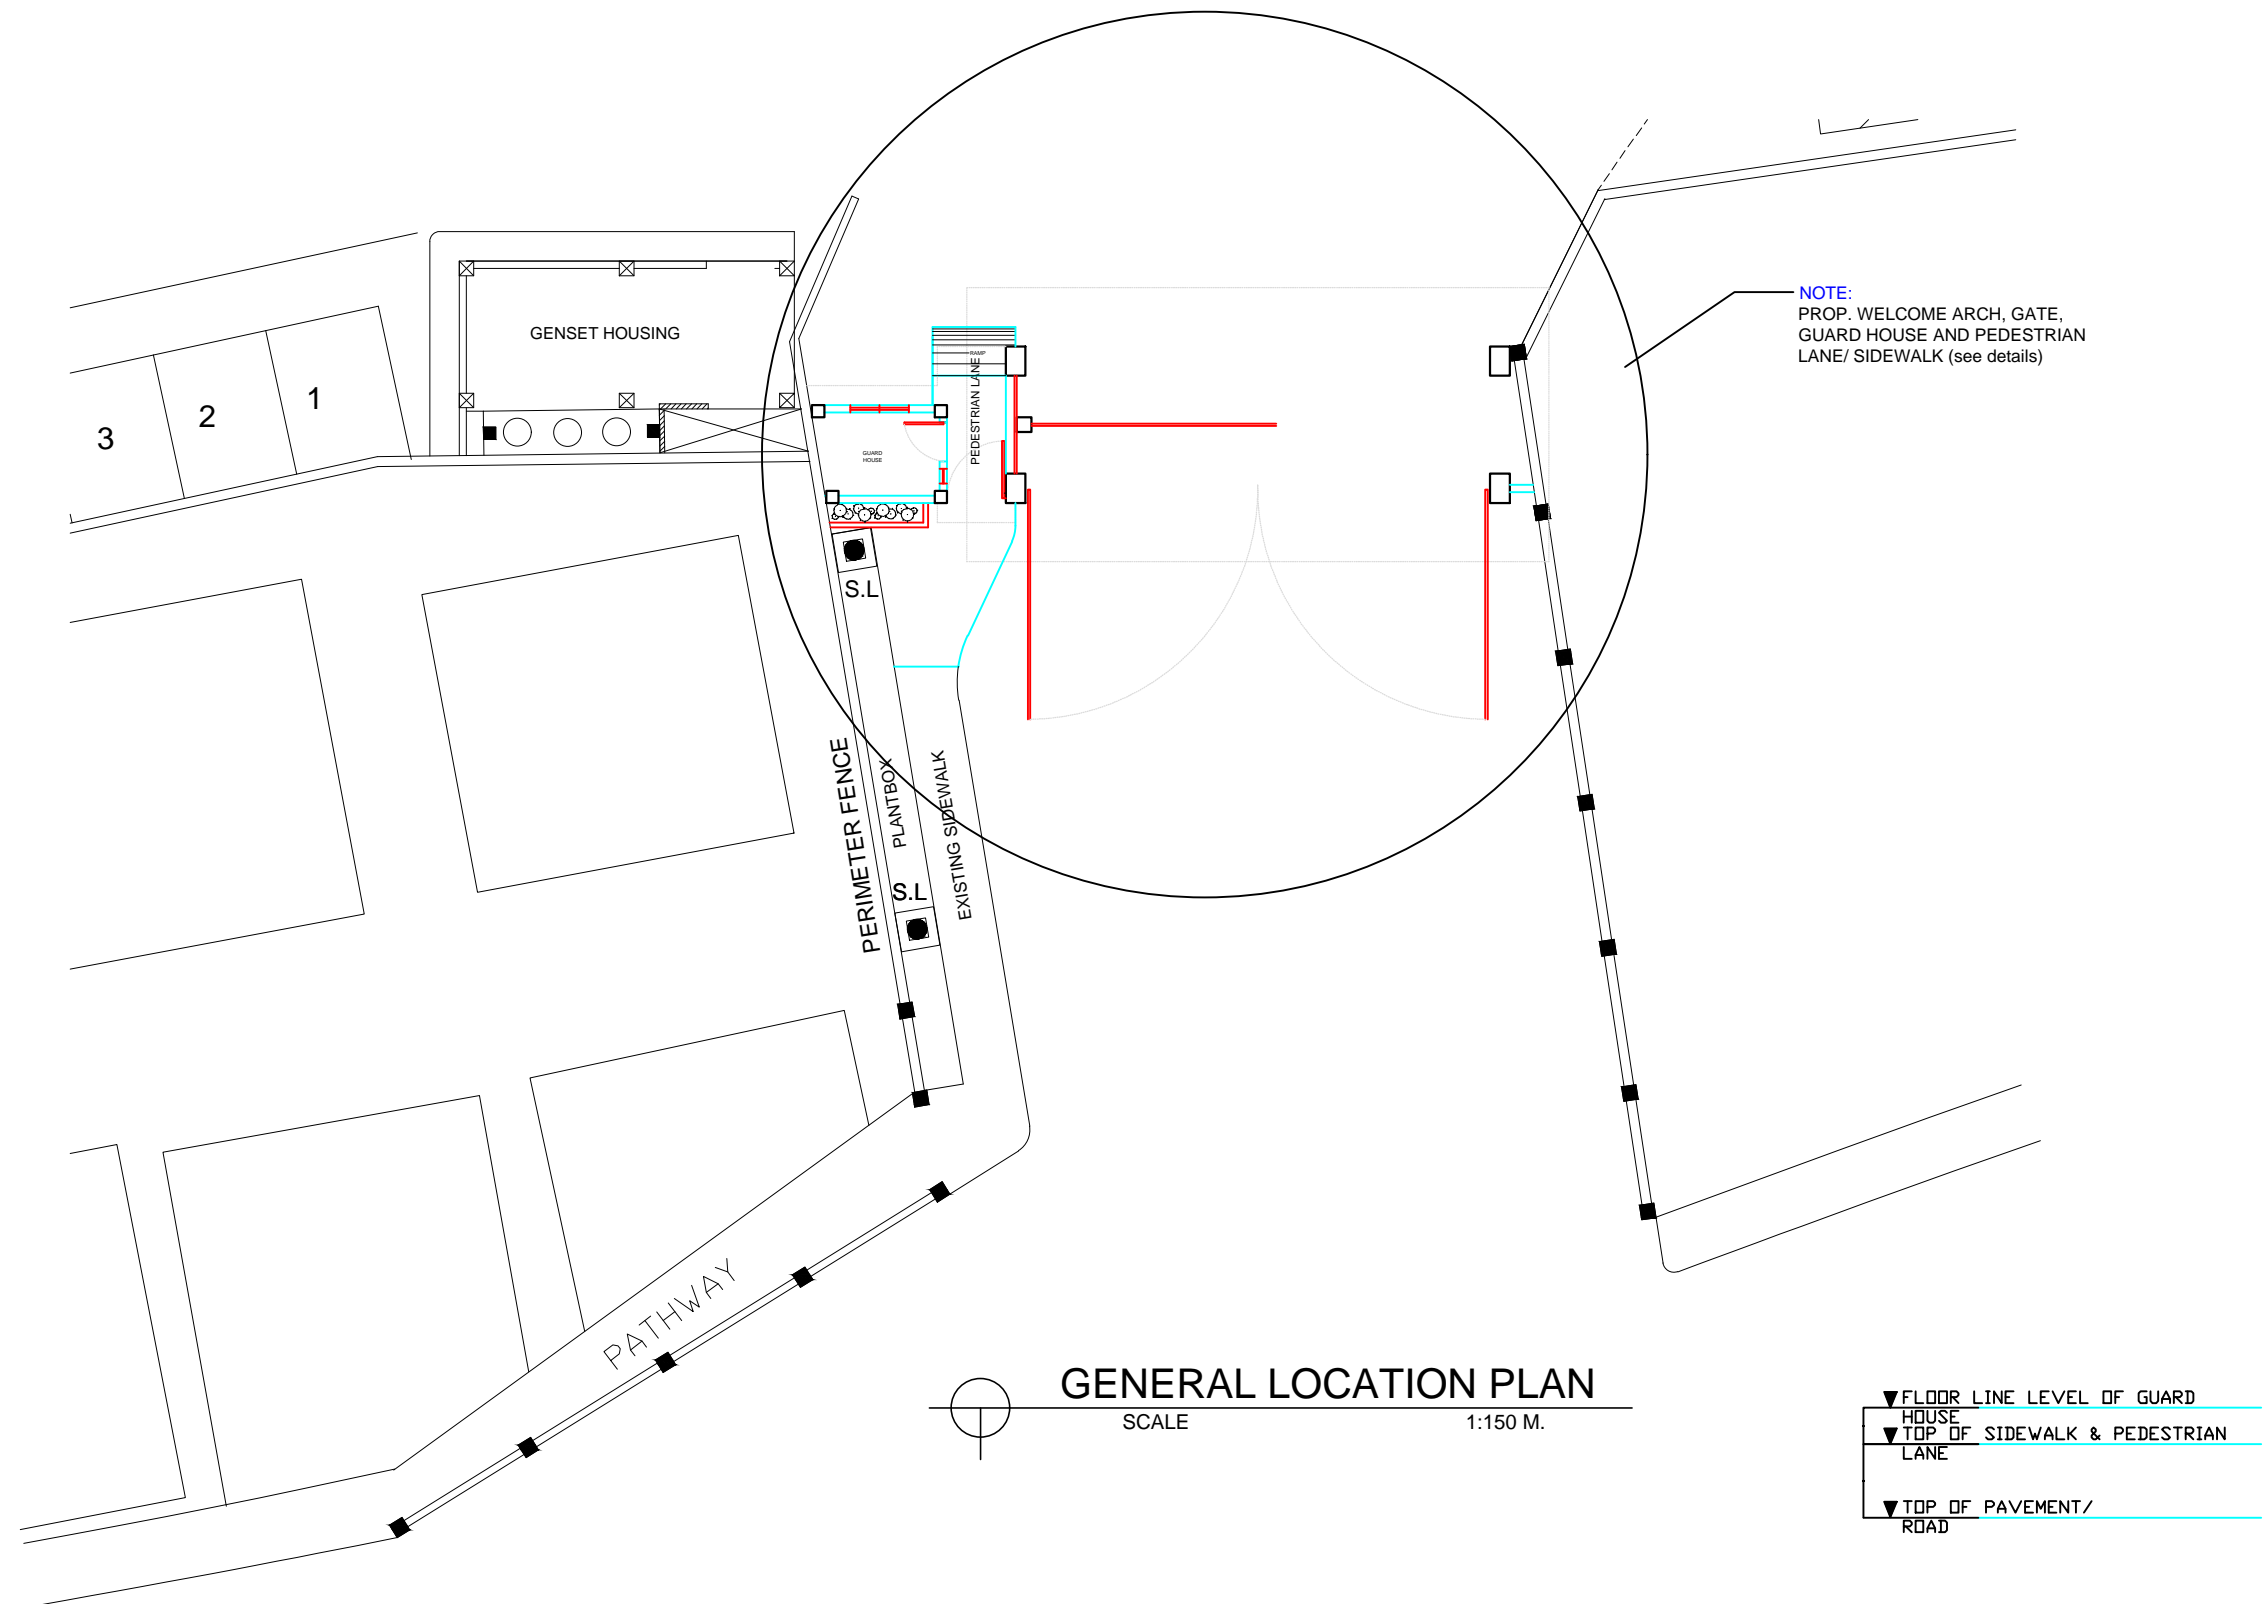 NOTE:
PROP. WELCOME ARCH, GATE,
GUARD HOUSE AND PEDESTRIAN
LANE/ SIDEWALK (see details)
GENSET HOUSING
RAMP
PEDESTRIAN LANE
1
2
3
GUARD
HOUSE
S.L
PERIMETER FENCE
PLANTBOX
EXISTING SIDEWALK
S.L
PATHWAY
GENERAL LOCATION PLAN
SCALE 1:150 M.
FLOOR LINE LEVEL OF GUARD
HOUSE
TOP OF SIDEWALK & PEDESTRIAN
LANE
TOP OF PAVEMENT/
ROAD